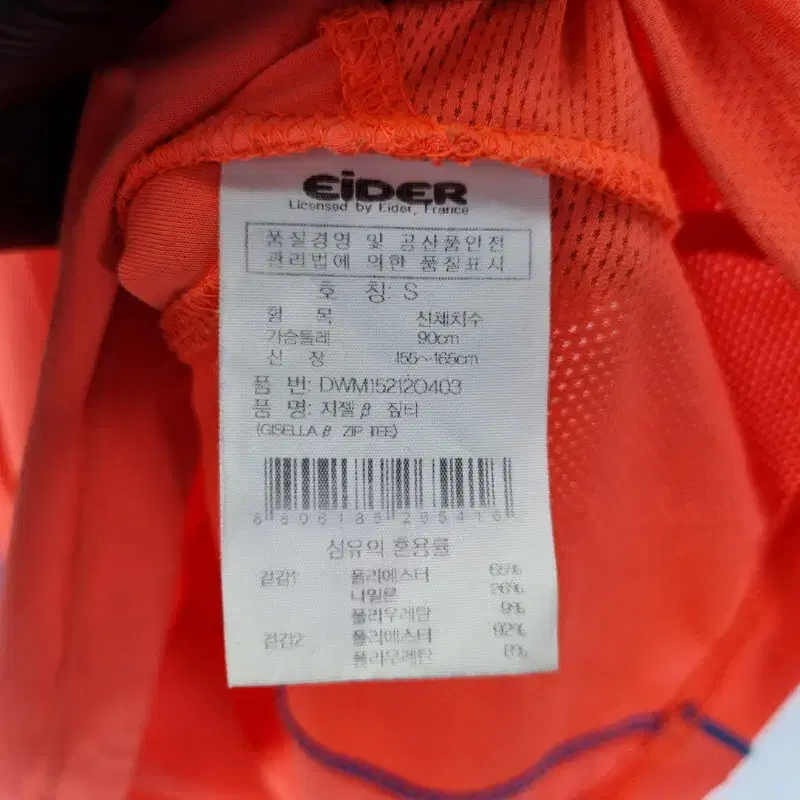 EiDER
Licensed by Eider, France
품질경영 및 공산품안전
관리법에 의한 품질표시
호 칭: S
항 목 신체치수
가슴둘레 90cm
신 장 155~165cm
품 번: DWM15212O403
품 명: 지젤β 집티
(GISELLA β ZIP TEE)
섬유의 혼용률
겉감1 폴리에스터 65%
나일론 26%
폴리우레탄 9%
겉감2 폴리에스터 92%
폴리우레탄